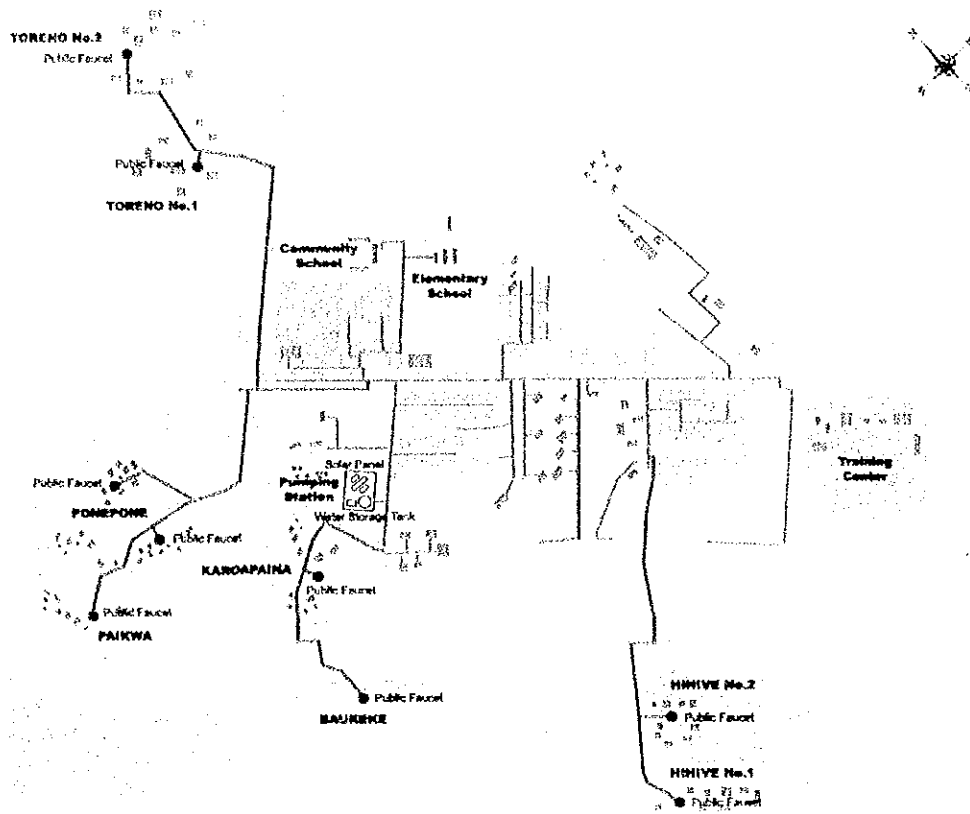 TORENO No.2
Public Faucet
Public Faucet
TORENO No.1
Community
School
Elementary
School
Solar Panel
Pumping
Station
Water Storage Tank
Training
Center
Public Faucet
PONEPONE
Public Faucet
KAROAPAINA
Public Faucet
Public Faucet
PAIKWA
Public Faucet
BAUKEKE
HIHIVE No.2
Public Faucet
HIHIVE No.1
Public Faucet